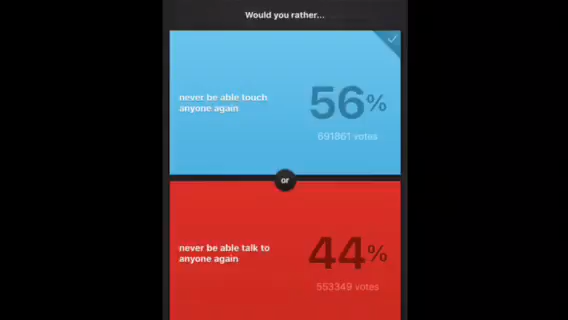 Would you rather...
never be able touch
anyone again
56%
691861 votes
or
never be able talk to
anyone again
44%
553349 votes